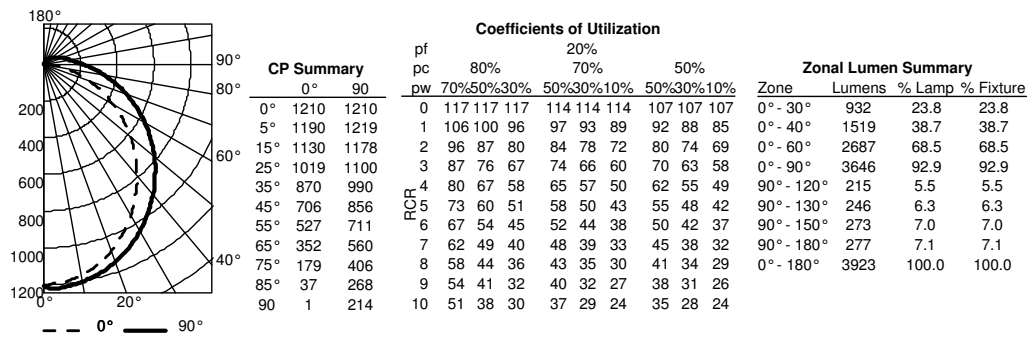 180°
90°
80°
60°
40°
20°
0°
200
400
600
800
1000
1200
0° 90°
CP Summary
0° 90
0° 1210 1210
5° 1190 1219
15° 1130 1178
25° 1019 1100
35° 870 990
45° 706 856
55° 527 711
65° 352 560
75° 179 406
85° 37 268
90 1 214
Coefficients of Utilization
pf 20%
pc 80% 70% 50%
pw 70%50%30% 50%30%10% 50%30%10%
RCR
0 117 117 117 114 114 114 107 107 107
1 106 100 96 97 93 89 92 88 85
2 96 87 80 84 78 72 80 74 69
3 87 76 67 74 66 60 70 63 58
4 80 67 58 65 57 50 62 55 49
5 73 60 51 58 50 43 55 48 42
6 67 54 45 52 44 38 50 42 37
7 62 49 40 48 39 33 45 38 32
8 58 44 36 43 35 30 41 34 29
9 54 41 32 40 32 27 38 31 26
10 51 38 30 37 29 24 35 28 24
Zonal Lumen Summary
Zone Lumens % Lamp % Fixture
0° - 30° 932 23.8 23.8
0° - 40° 1519 38.7 38.7
0° - 60° 2687 68.5 68.5
0° - 90° 3646 92.9 92.9
90° - 120° 215 5.5 5.5
90° - 130° 246 6.3 6.3
90° - 150° 273 7.0 7.0
90° - 180° 277 7.1 7.1
0° - 180° 3923 100.0 100.0